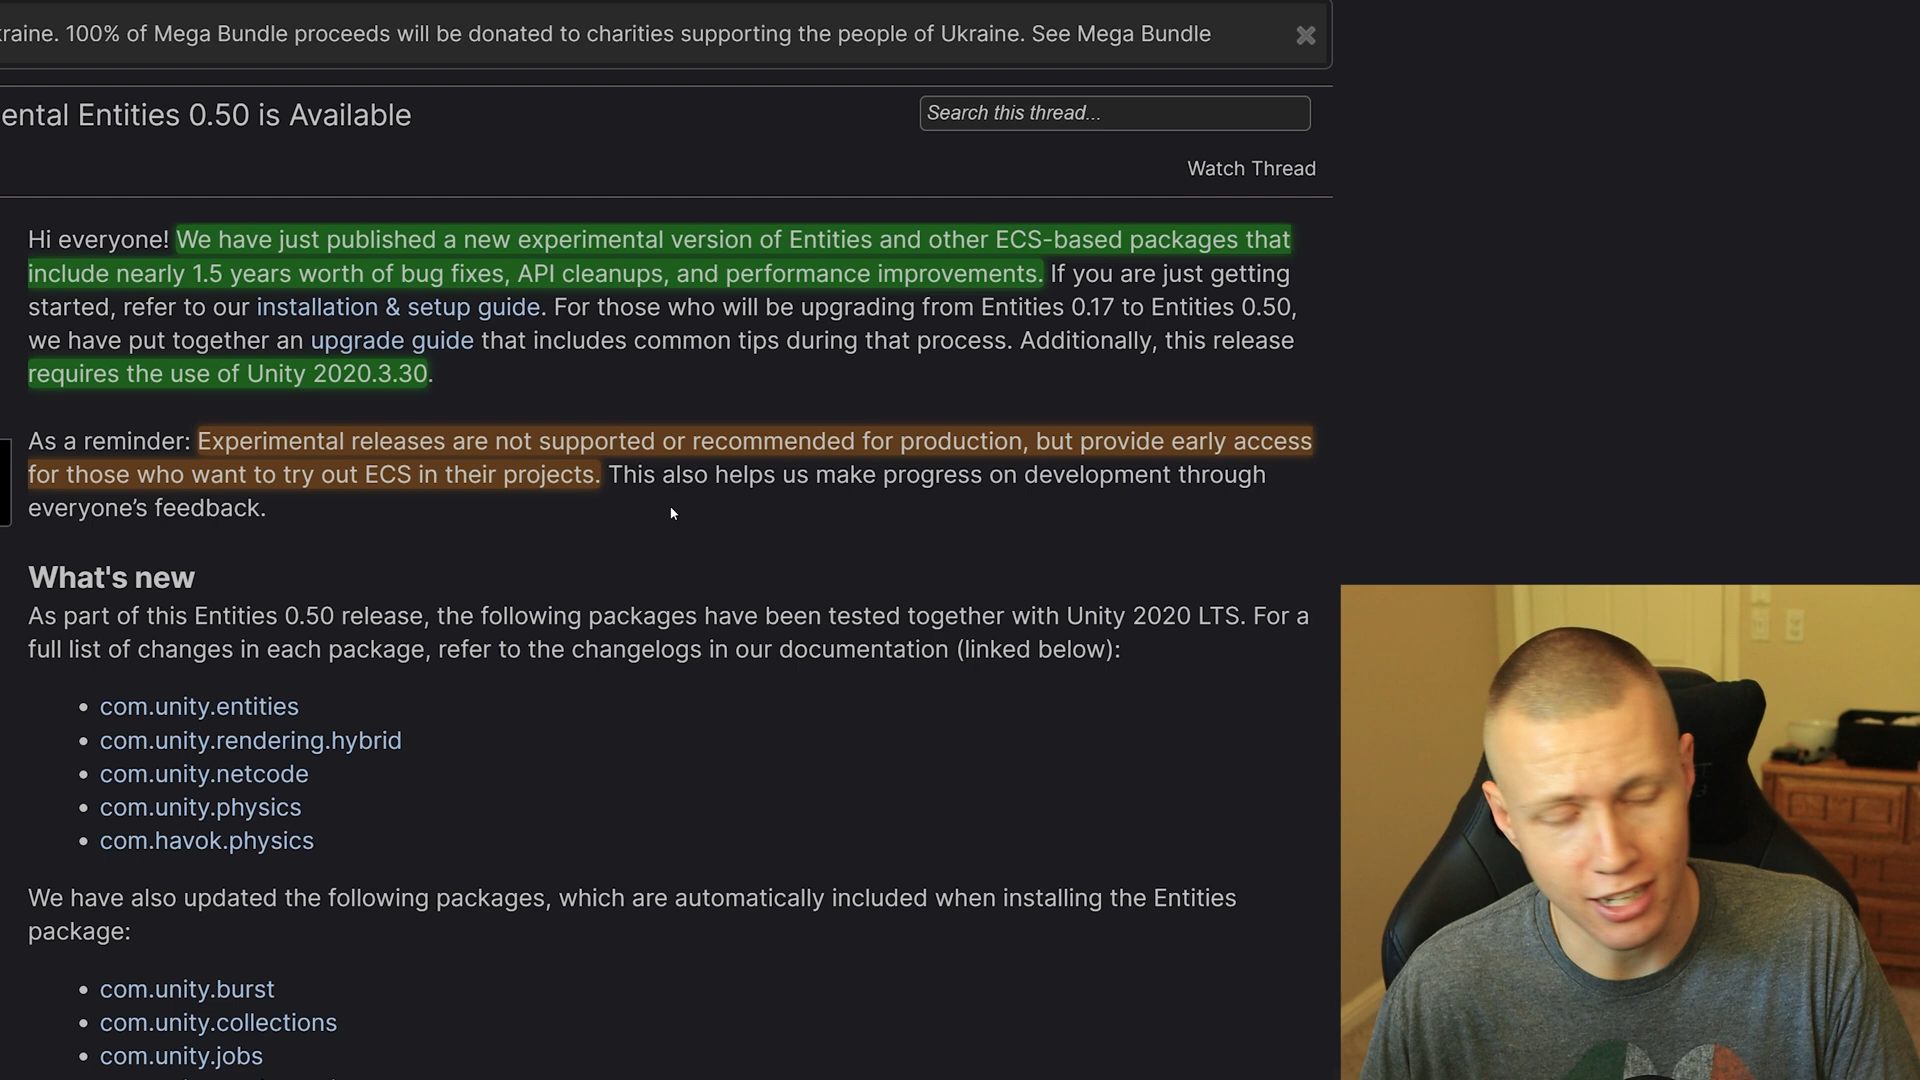 raine. 100% of Mega Bundle proceeds will be donated to charities supporting the people of Ukraine. See Mega Bundle
ental Entities 0.50 is Available
Search this thread...
Watch Thread
Hi everyone! We have just published a new experimental version of Entities and other ECS-based packages that
include nearly 1.5 years worth of bug fixes, API cleanups, and performance improvements. If you are just getting
started, refer to our installation & setup guide. For those who will be upgrading from Entities 0.17 to Entities 0.50,
we have put together an upgrade guide that includes common tips during that process. Additionally, this release
requires the use of Unity 2020.3.30.
As a reminder: Experimental releases are not supported or recommended for production, but provide early access
for those who want to try out ECS in their projects. This also helps us make progress on development through
everyone’s feedback.
What's new
As part of this Entities 0.50 release, the following packages have been tested together with Unity 2020 LTS. For a
full list of changes in each package, refer to the changelogs in our documentation (linked below):
• com.unity.entities
• com.unity.rendering.hybrid
• com.unity.netcode
• com.unity.physics
• com.havok.physics
We have also updated the following packages, which are automatically included when installing the Entities
package:
• com.unity.burst
• com.unity.collections
• com.unity.jobs